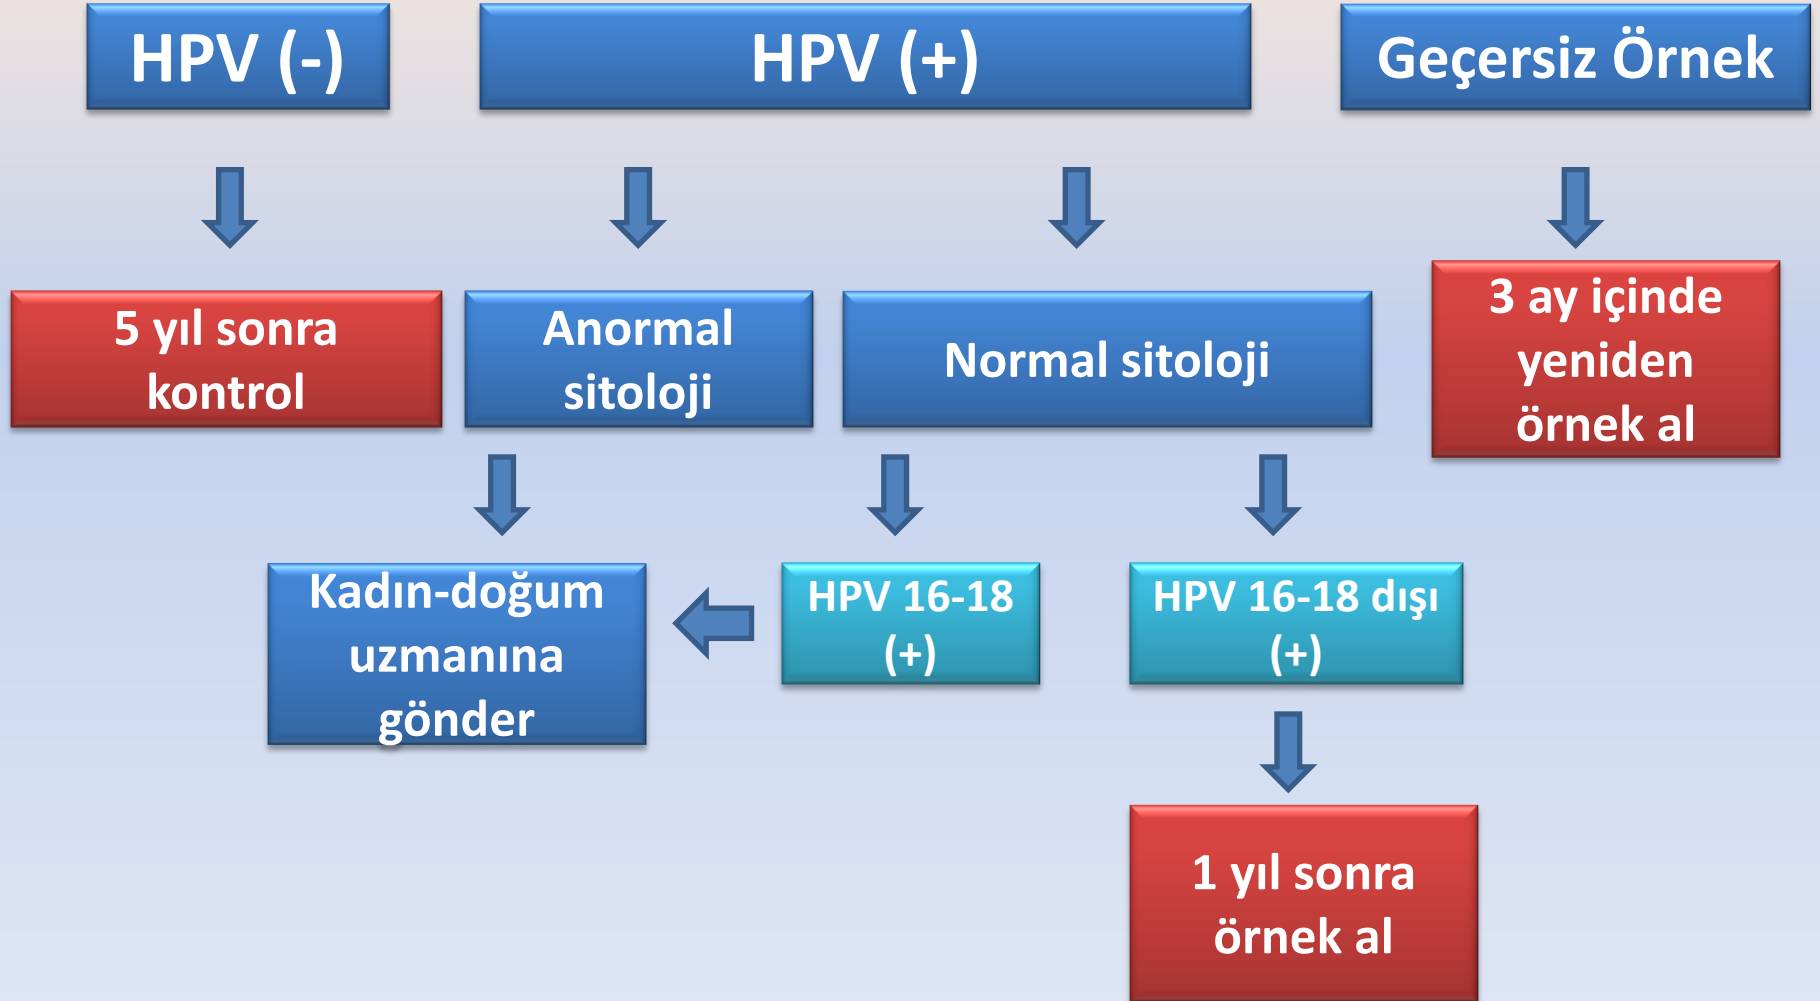 HPV (-)
HPV (+)
Geçersiz Örnek
5 yıl sonra
kontrol
Anormal
sitoloji
Normal sitoloji
3 ay içinde
yeniden
örnek al
Kadın-doğum
uzmanına
gönder
HPV 16-18
(+)
HPV 16-18 dışı
(+)
1 yıl sonra
örnek al